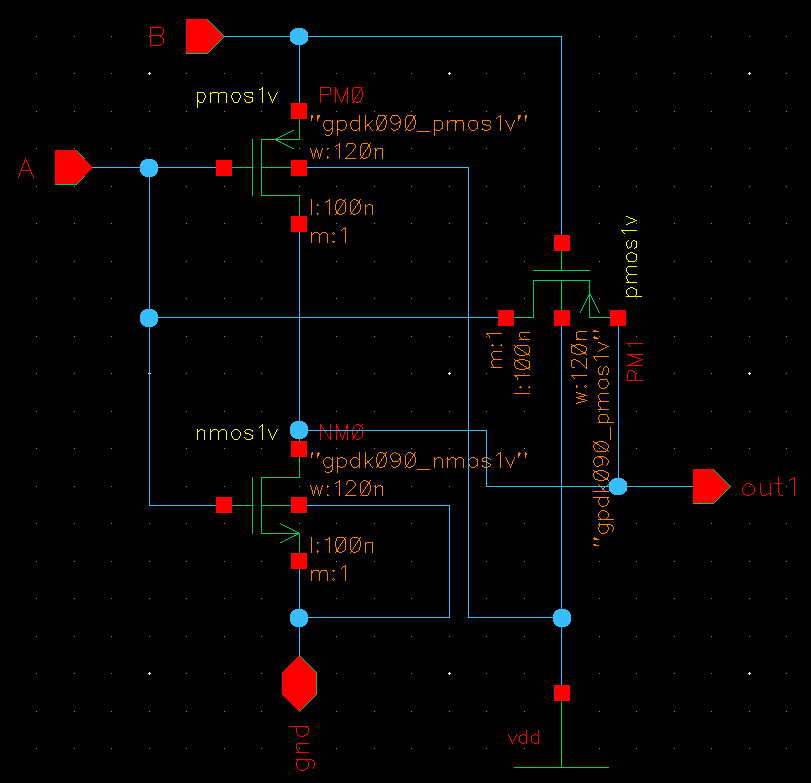 B
pmos1v
PM0
"gpdk090_pmos1v"
w:120n
A
l:100n
m:1
pmos1v
m:1
l:100n
w:120n
"gpdk090_pmos1v"
PM1
nmos1v
NM0
"gpdk090_nmos1v"
w:120n
out1
l:100n
m:1
gnd
vdd